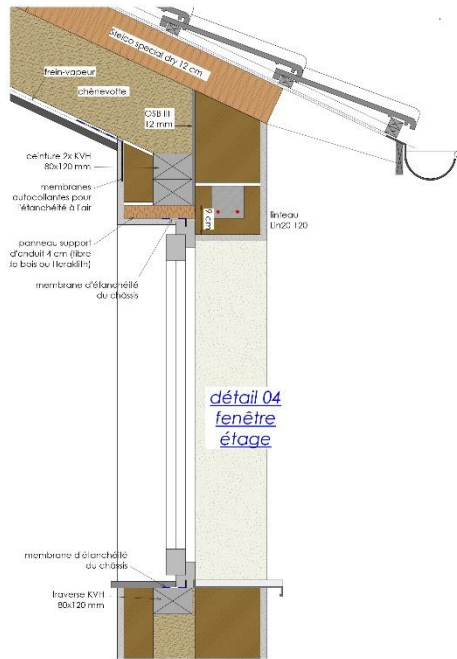 Steico special dry 12 cm
frein-vapeur
chènevotte
OSB III
12 mm
ceinture 2x KVH
80x120 mm
membranes
autocollantes pour
l'étanchéité à l'air
9 cm
linteau
Lin20 120
panneau support
d'enduit 4 cm (fibre
de bois ou Heraklith)
membrane d'étanchéité
du châssis
détail 04
fenêtre
étage
membrane d'étanchéité
du châssis
traverse KVH
80x120 mm